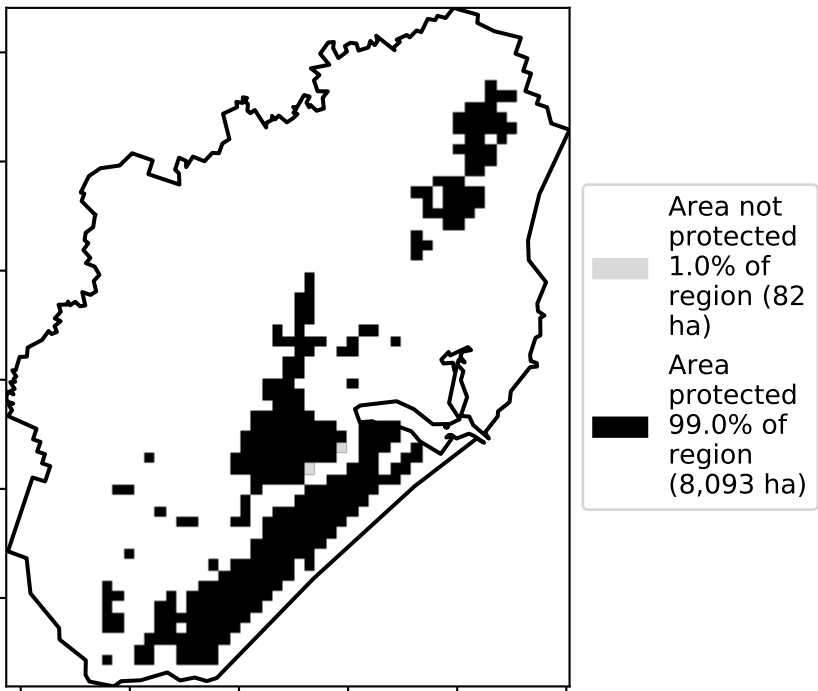 Area not
protected
1.0% of
region (82
ha)
Area
protected
99.0% of
region
(8,093 ha)